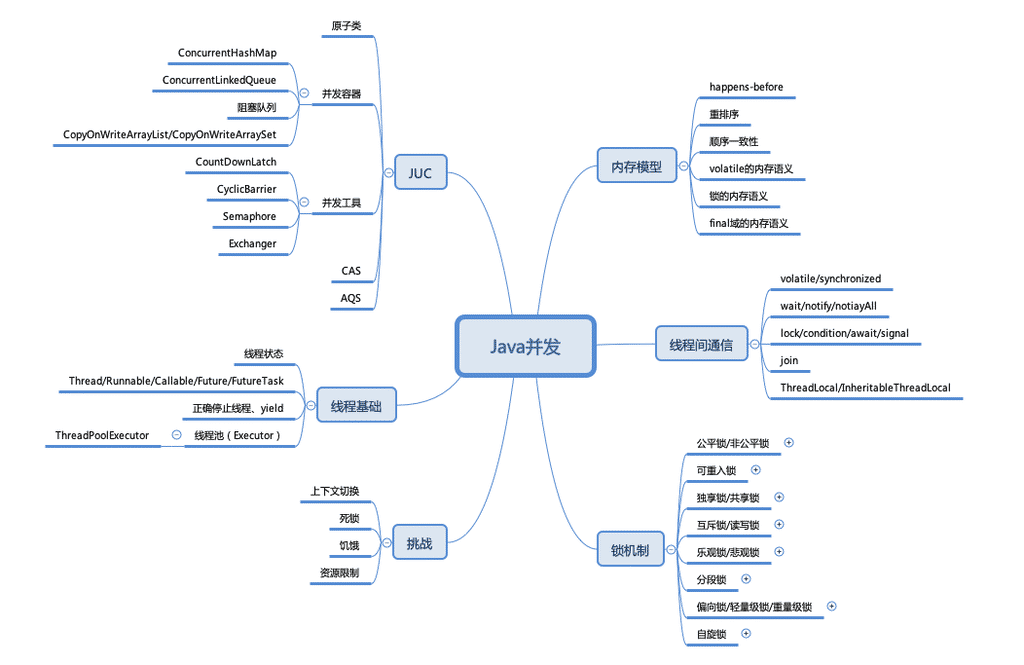 Java并发
JUC
原子类
并发容器
ConcurrentHashMap
ConcurrentLinkedQueue
阻塞队列
CopyOnWriteArrayList/CopyOnWriteArraySet
并发工具
CountDownLatch
CyclicBarrier
Semaphore
Exchanger
CAS
AQS
线程基础
线程状态
Thread/Runnable/Callable/Future/FutureTask
正确停止线程、yield
线程池（Executor）
ThreadPoolExecutor
挑战
上下文切换
死锁
饥饿
资源限制
内存模型
happens-before
重排序
顺序一致性
volatile的内存语义
锁的内存语义
final域的内存语义
线程间通信
volatile/synchronized
wait/notify/notiayAll
lock/condition/await/signal
join
ThreadLocal/InheritableThreadLocal
锁机制
公平锁/非公平锁
可重入锁
独享锁/共享锁
互斥锁/读写锁
乐观锁/悲观锁
分段锁
偏向锁/轻量级锁/重量级锁
自旋锁